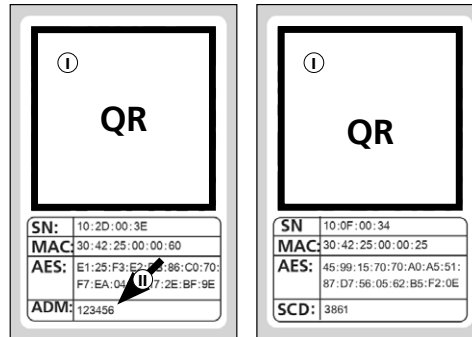 I
QR
SN: 10:2D:00:3E
MAC: 30:42:25:00:00:60
AES: E1:25:F3:E2: :86:C0:70:
F7:EA:04 7:2E:BF:9E
II
ADM: 123456
I
QR
SN 10:0F:00:34
MAC: 30:42:25:00:00:25
AES: 45:99:15:70:70:A0:A5:51:
87:D7:56:05:62:B5:F2:0E
SCD: 3861